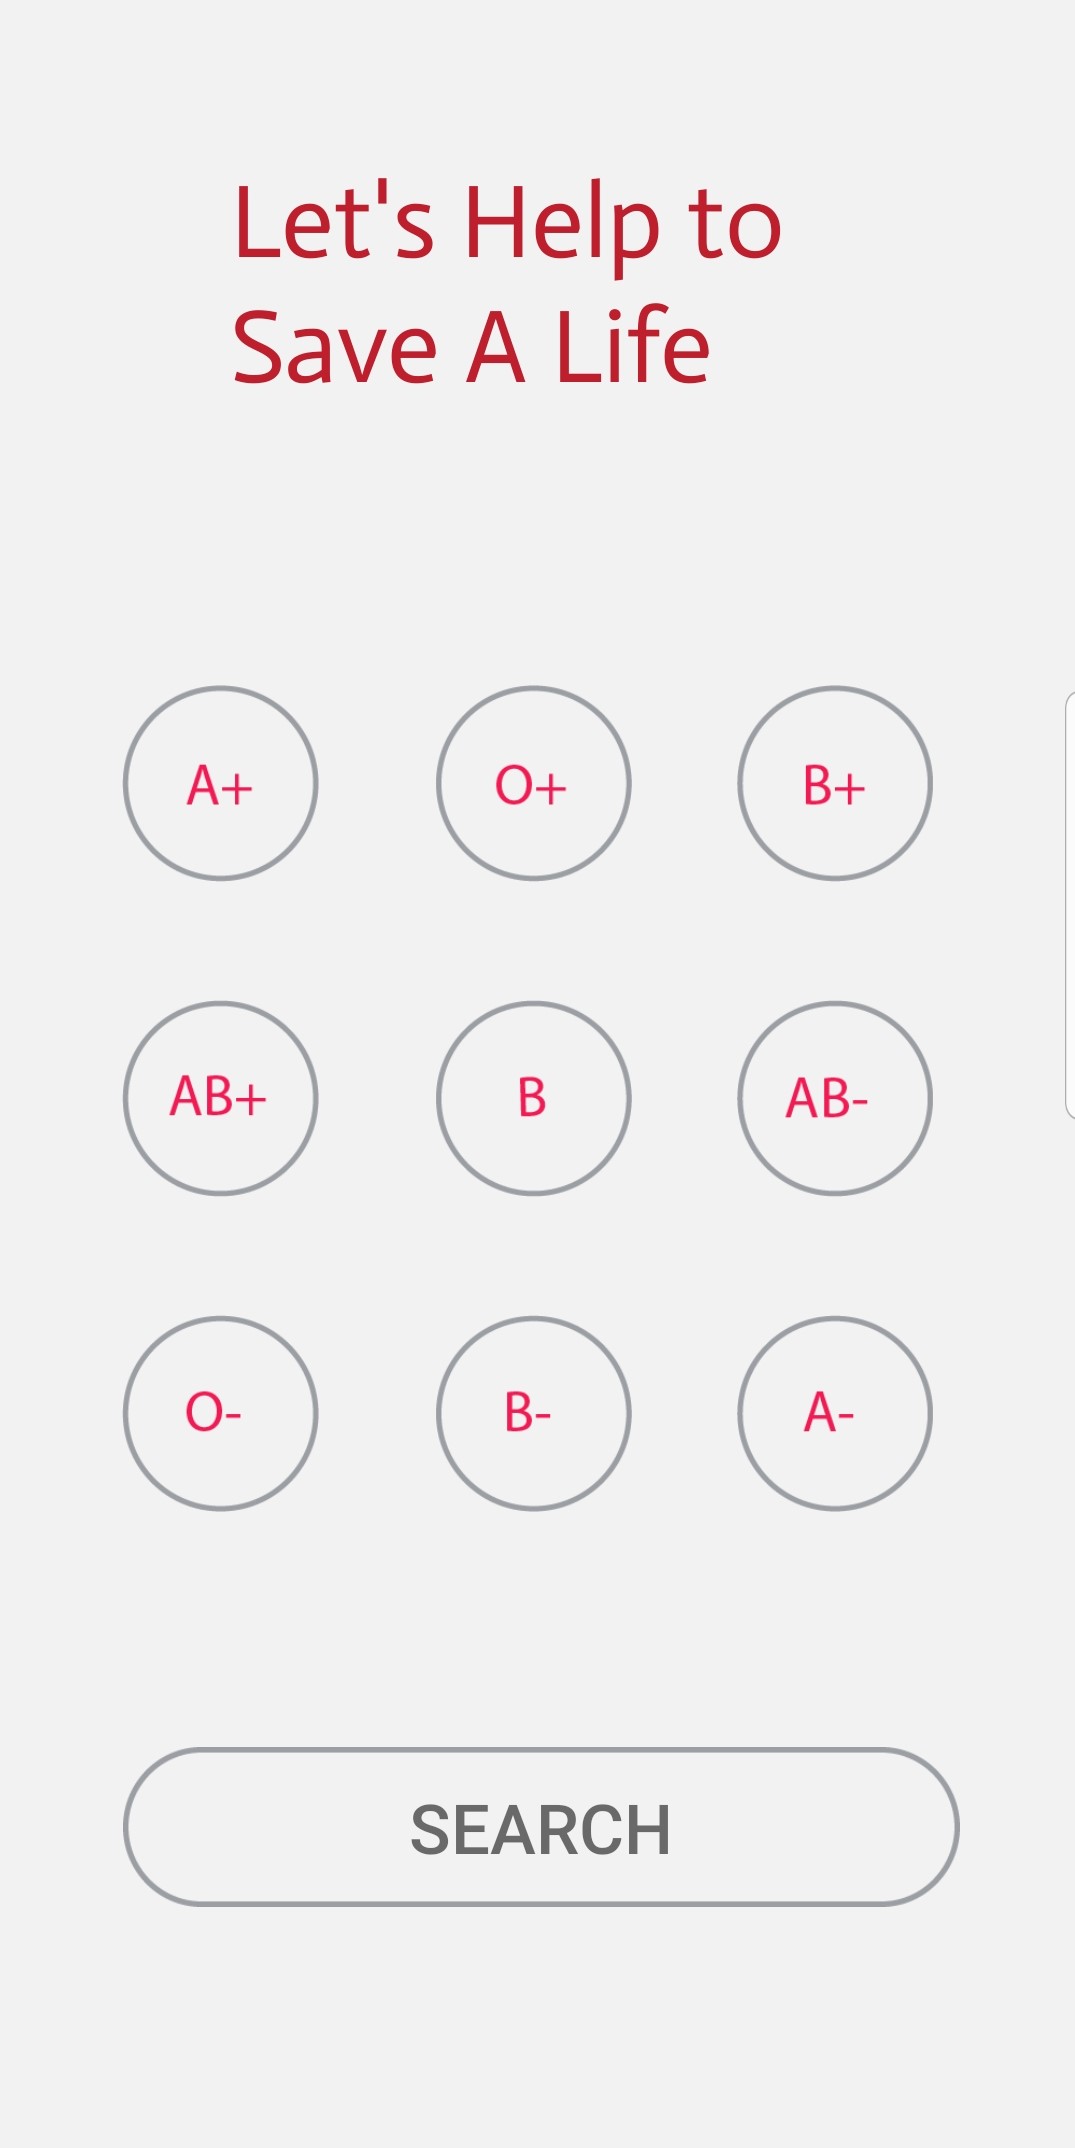 Let's Help to
Save A Life
A+ O+ B+
AB+ B AB-
O- B- A-
SEARCH